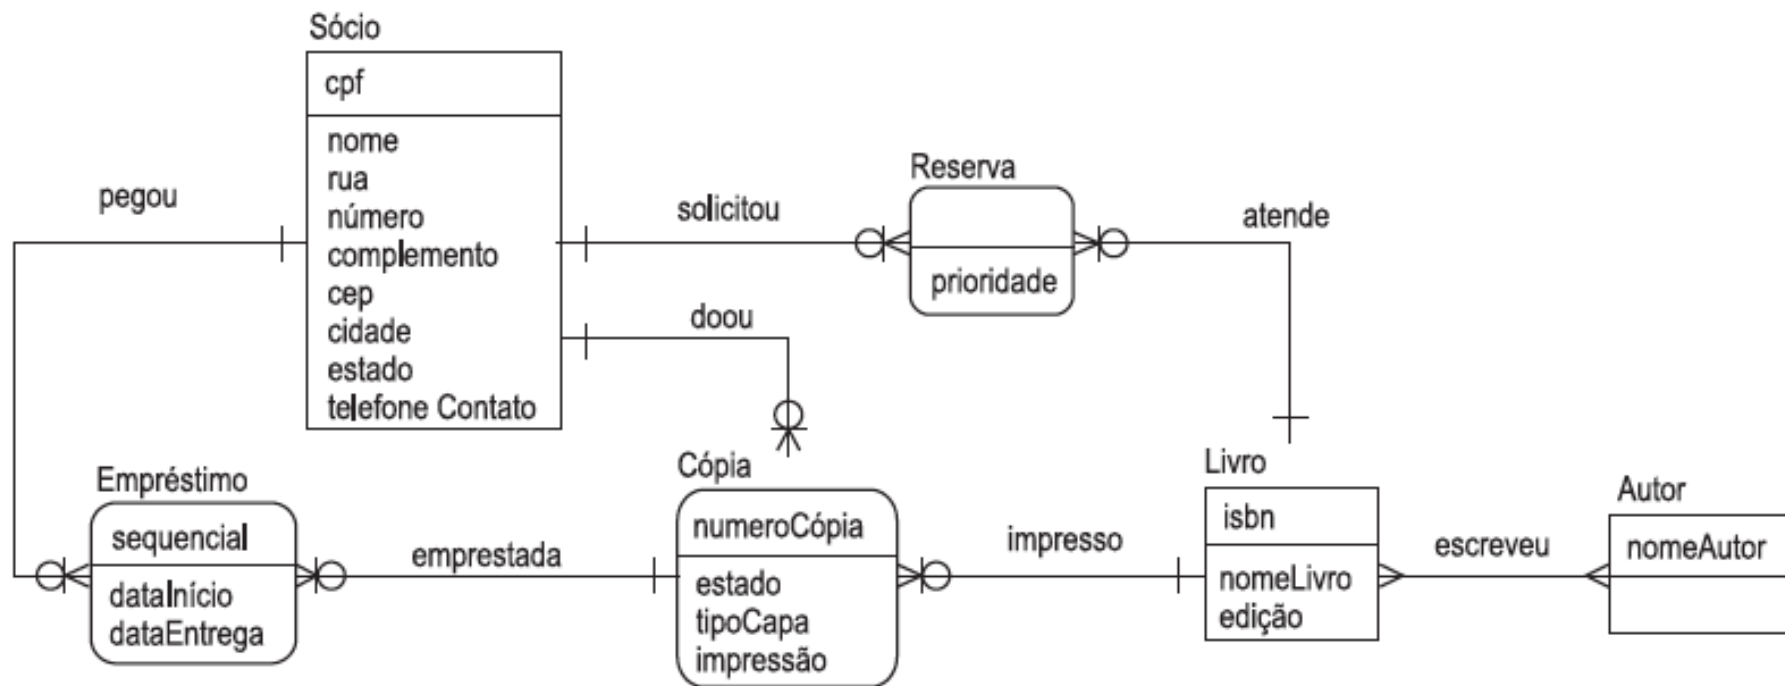 Sócio
cpf
nome
rua
número
complemento
cep
cidade
estado
telefone Contato
pegou
solicitou
doou
Reserva
prioridade
atende
Empréstimo
sequencial
dataInício
dataEntrega
emprestada
Cópia
numeroCópia
estado
tipoCapa
impressão
impresso
Livro
isbn
nomeLivro
edição
escreveu
Autor
nomeAutor